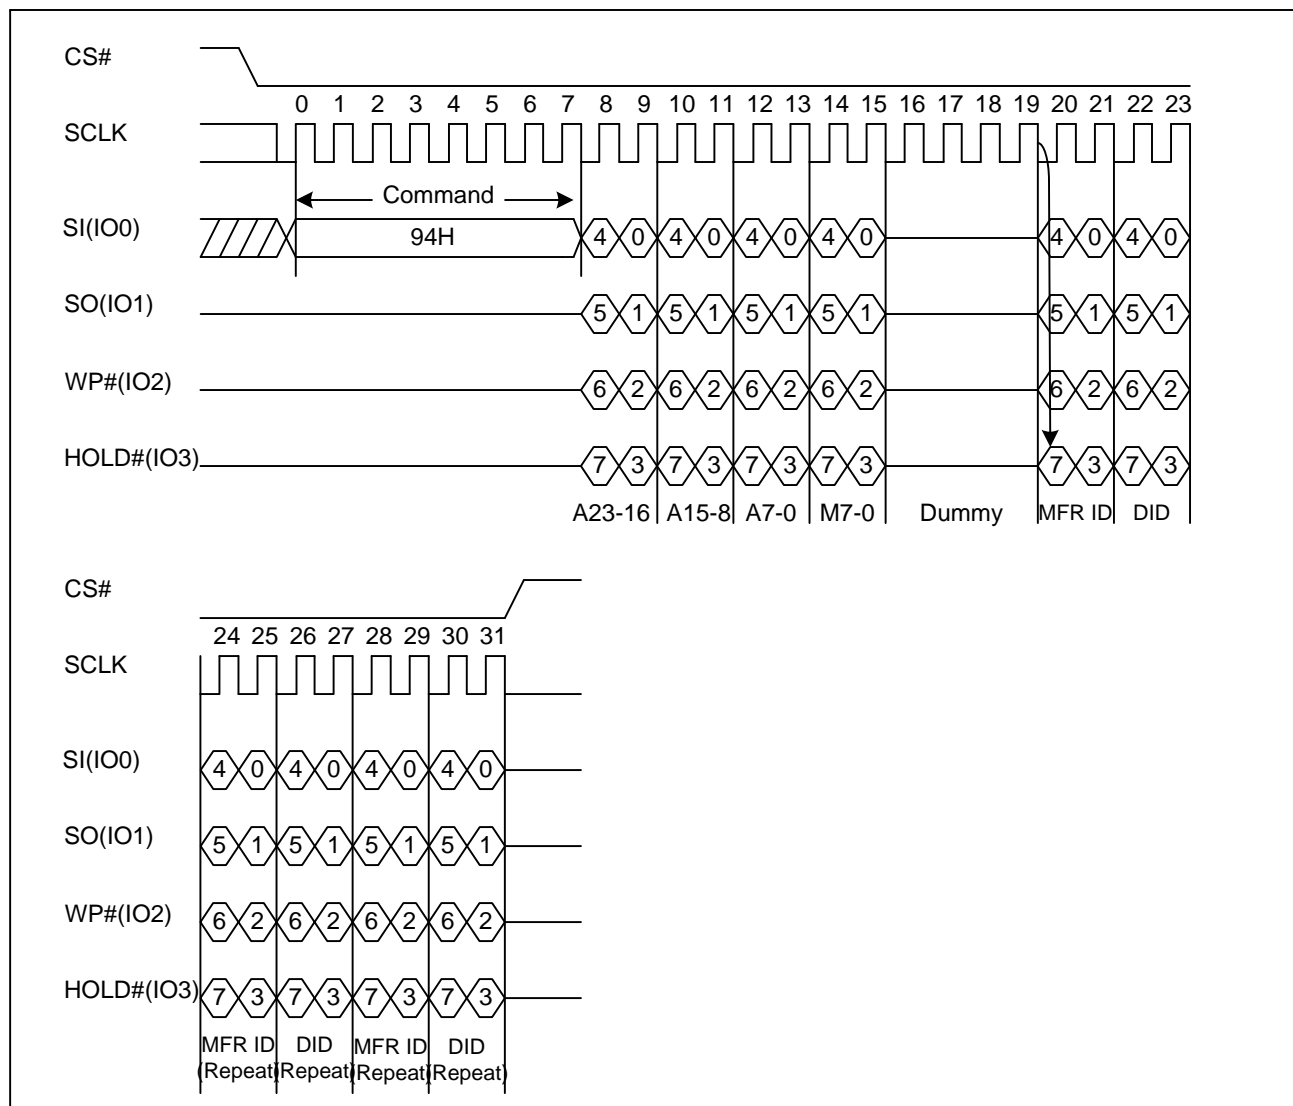 CS#
0 1 2 3 4 5 6 7 8 9 10 11 12 13 14 15 16 17 18 19 20 21 22 23
SCLK
Command
SI(IO0) 94H 4 0 4 0 4 0 4 0 4 0 4 0
SO(IO1) 5 1 5 1 5 1 5 1 5 1 5 1
WP#(IO2) 6 2 6 2 6 2 6 2 6 2 6 2
HOLD#(IO3) 7 3 7 3 7 3 7 3 7 3 7 3
A23-16 A15-8 A7-0 M7-0 Dummy MFR ID DID
CS#
24 25 26 27 28 29 30 31
SCLK
SI(IO0) 4 0 4 0 4 0 4 0
SO(IO1) 5 1 5 1 5 1 5 1
WP#(IO2) 6 2 6 2 6 2 6 2
HOLD#(IO3) 7 3 7 3 7 3 7 3
MFR ID DID MFR ID DID
(Repeat) (Repeat) (Repeat) (Repeat)